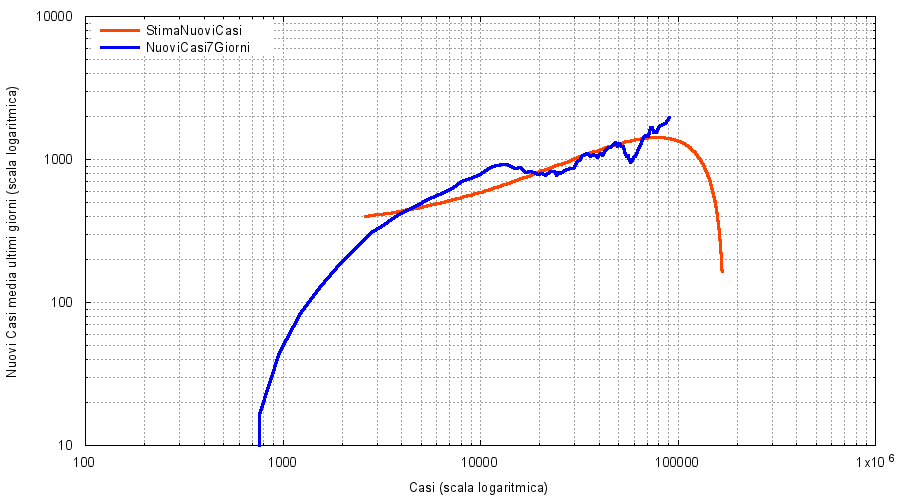 10000
StimaNuoviCasi
NuoviCasi7Giorni
1000
100
10
Nuovi Casi media ultimi giorni (scala logaritmica)
100
1000
10000
100000
1x10 6
Casi (scala logaritmica)